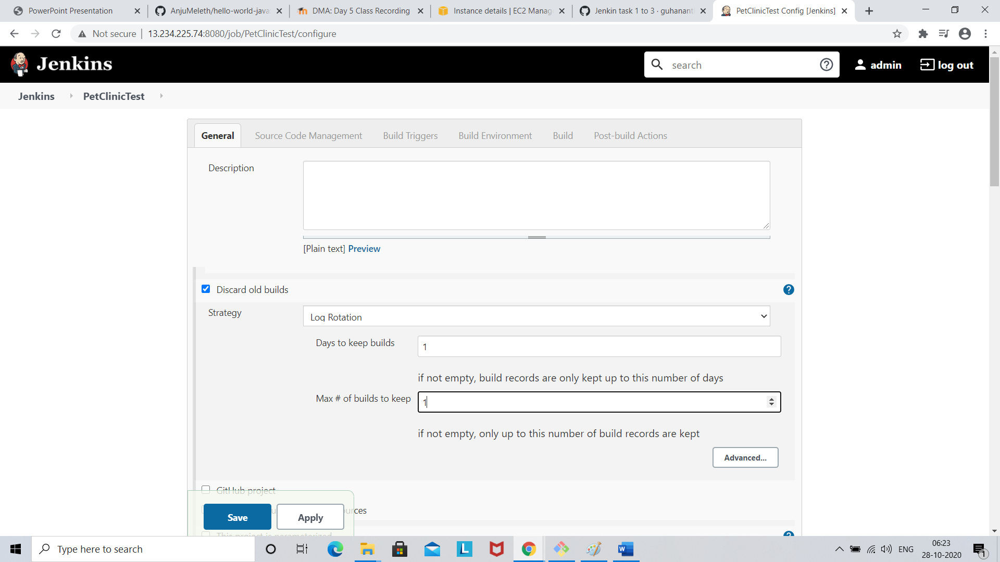 PowerPoint Presentation
AnjuMeleth/hello-world-java
DMA: Day 5 Class Recording
Instance details | EC2 Manag
Jenkin task 1 to 3 · guhanant
PetClinicTest Config [Jenkins]
Not secure | 13.234.225.74:8080/job/PetClinicTest/configure
Jenkins
search
admin
log out
Jenkins PetClinicTest
General Source Code Management Build Triggers Build Environment Build Post-build Actions
Description
[Plain text] Preview
Discard old builds
Strategy
Log Rotation
Days to keep builds
1
if not empty, build records are only kept up to this number of days
Max # of builds to keep
1
if not empty, only up to this number of build records are kept
Advanced...
GitHub project
Save Apply
This project is parameterized
Type here to search
ENG
06:23
28-10-2020
1